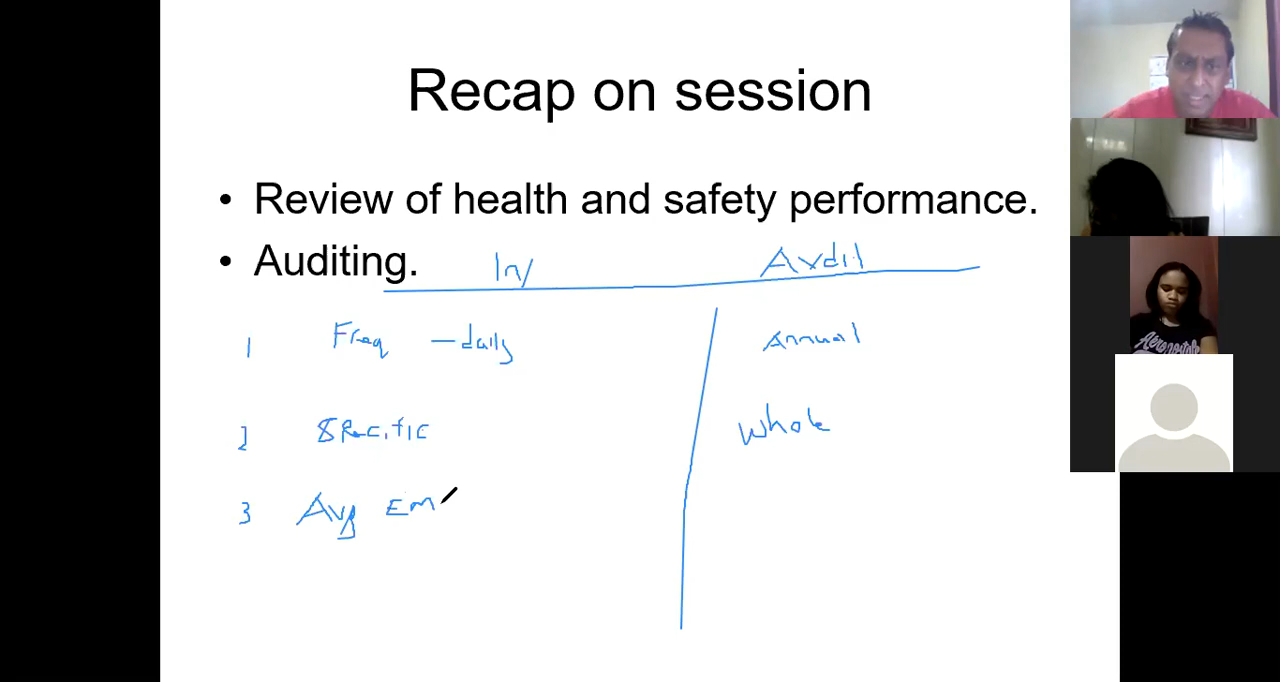 Recap on session
• Review of health and safety performance.
• Auditing.
In/ Audit
1 Freq - daily Annual
2 Specific Whole
3 Avg Em